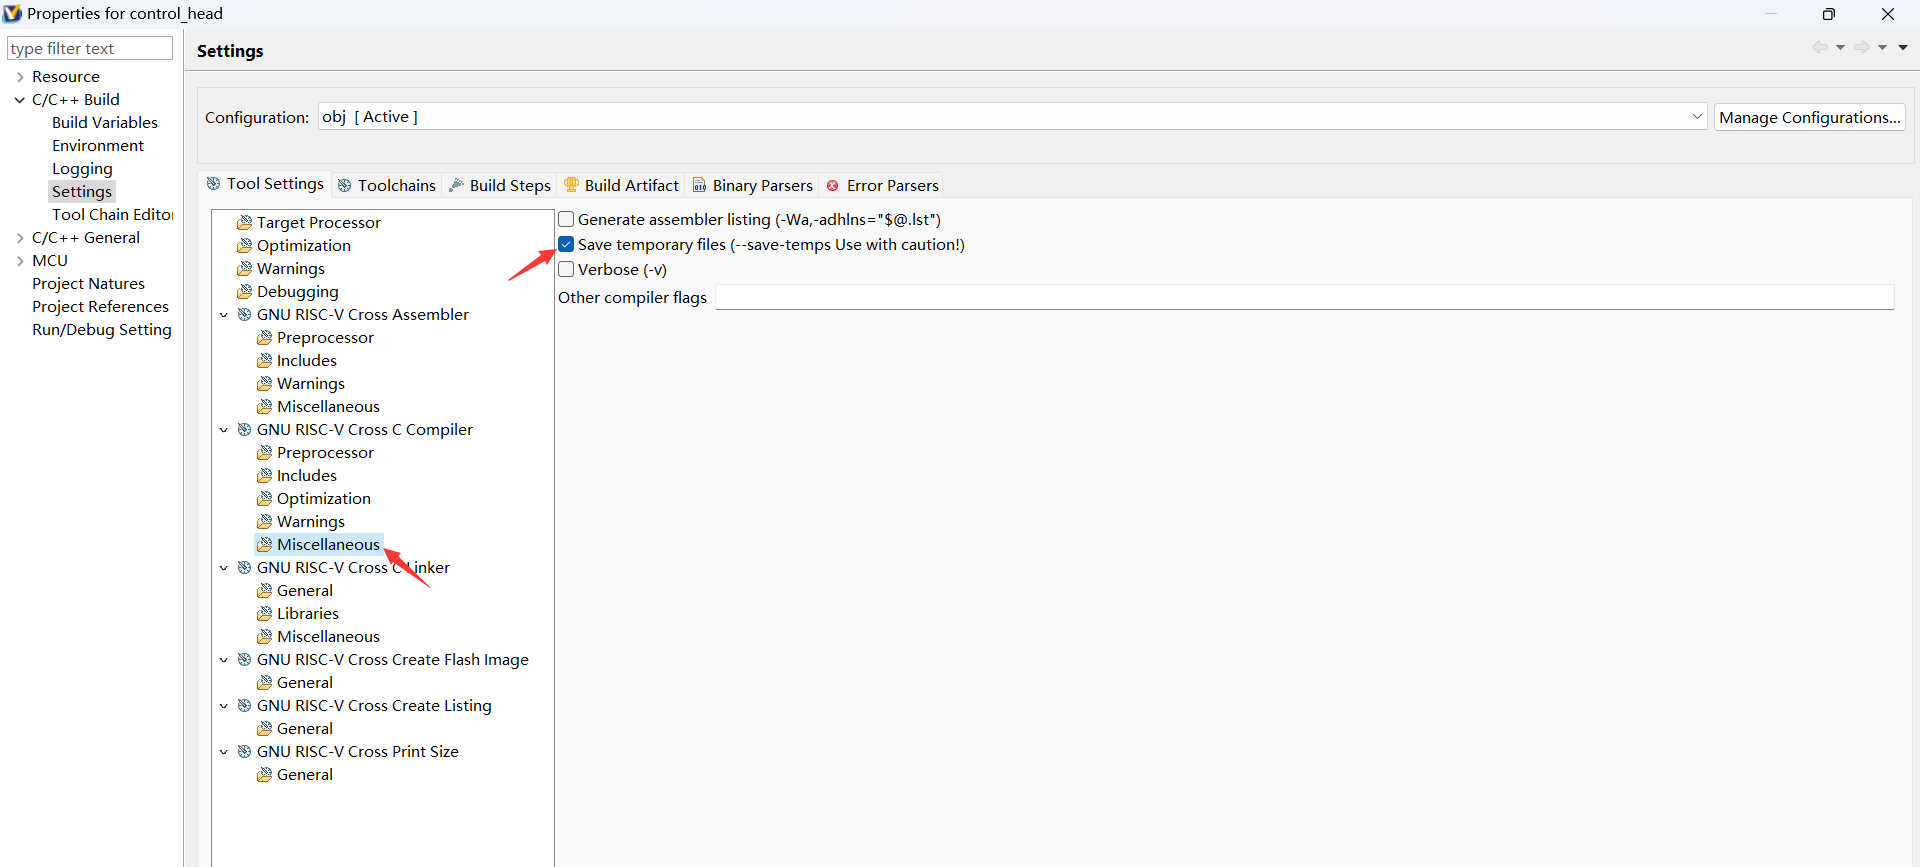 Properties for control_head
type filter text
Resource
C/C++ Build
Build Variables
Environment
Logging
Settings
Tool Chain Editor
C/C++ General
MCU
Project Natures
Project References
Run/Debug Setting
Settings
Configuration:
obj [ Active ]
Manage Configurations...
Tool Settings
Toolchains
Build Steps
Build Artifact
Binary Parsers
Error Parsers
Target Processor
Optimization
Warnings
Debugging
GNU RISC-V Cross Assembler
Preprocessor
Includes
Warnings
Miscellaneous
GNU RISC-V Cross C Compiler
Preprocessor
Includes
Optimization
Warnings
Miscellaneous
GNU RISC-V Cross C Linker
General
Libraries
Miscellaneous
GNU RISC-V Cross Create Flash Image
General
GNU RISC-V Cross Create Listing
General
GNU RISC-V Cross Print Size
General
Generate assembler listing (-Wa,-adhlns="$@.lst")
Save temporary files (--save-temps Use with caution!)
Verbose (-v)
Other compiler flags